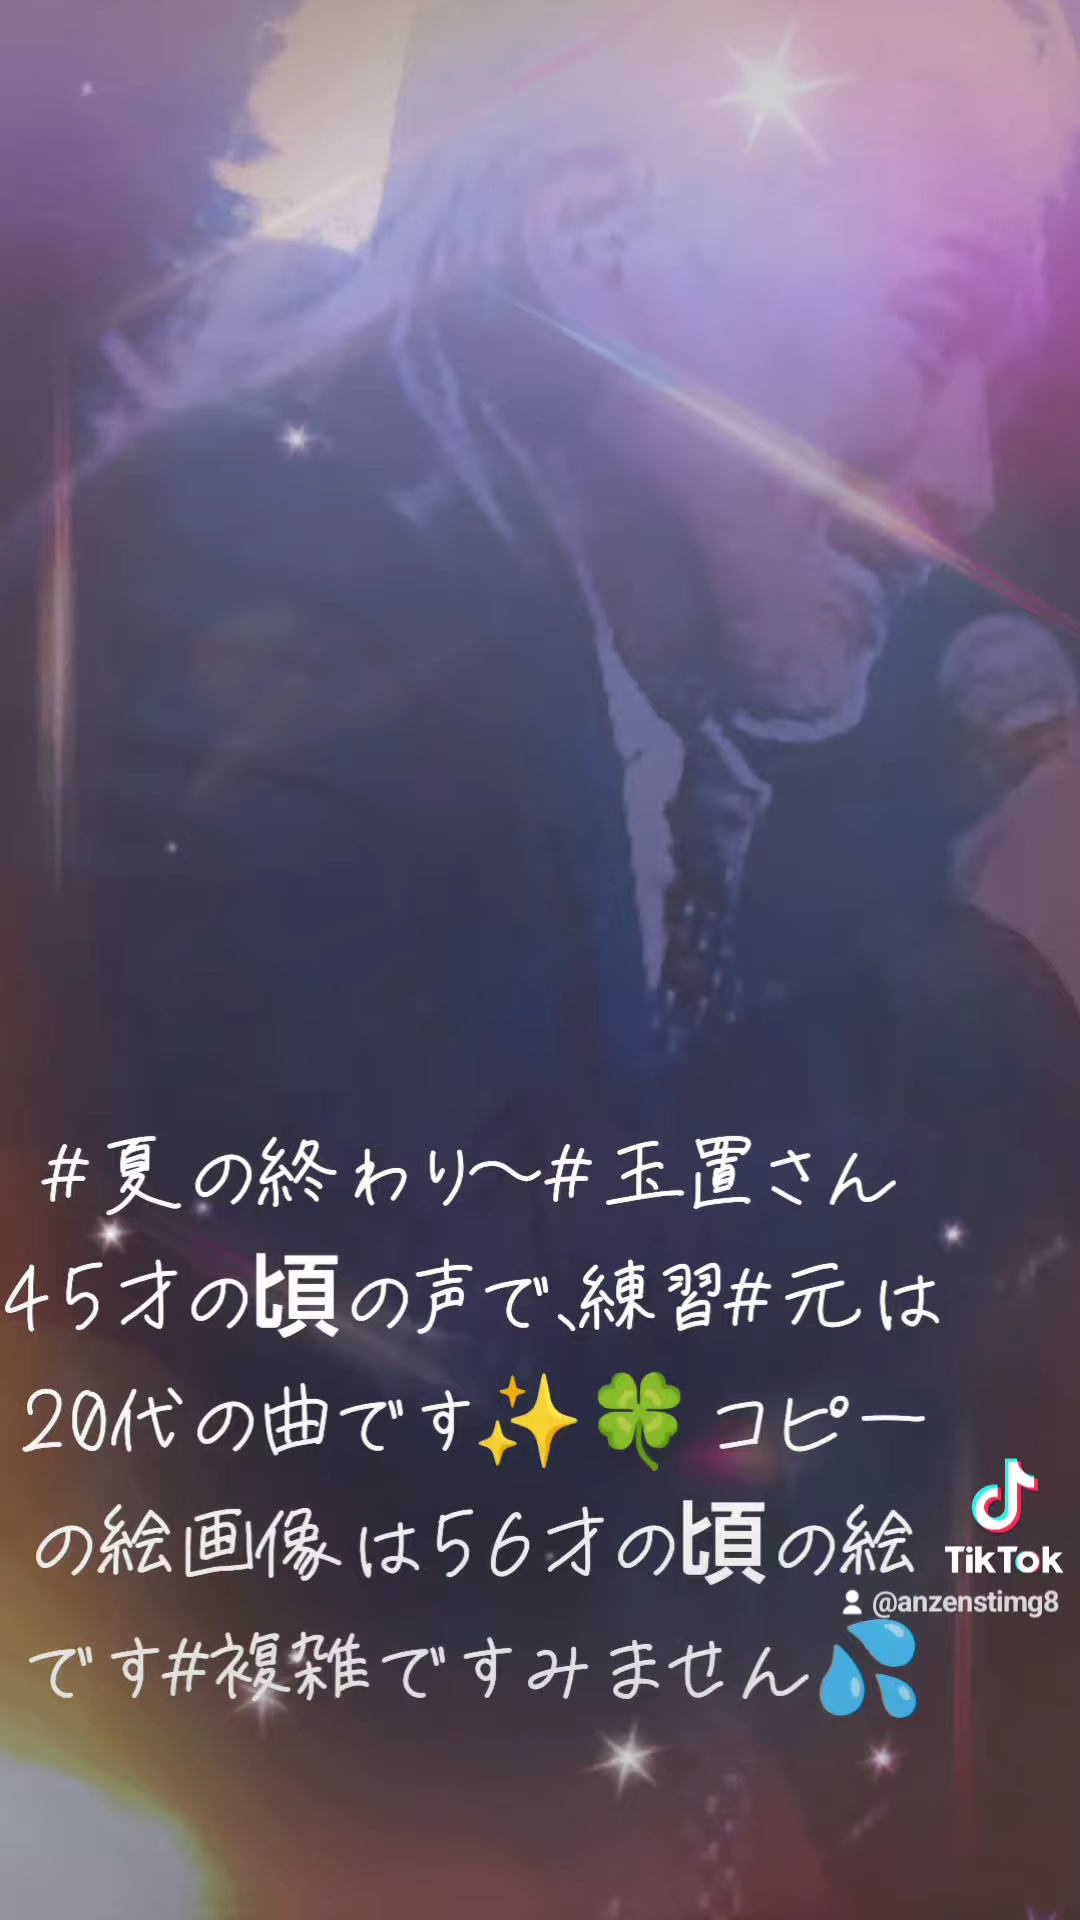 #夏の終わり〜#玉置さん
45才の頃の声で、練習#元は
20代の曲です✨🍀 コピー
の絵画像は56才の頃の絵
です#複雑ですみません💦
TikTok
@anzenstimg8